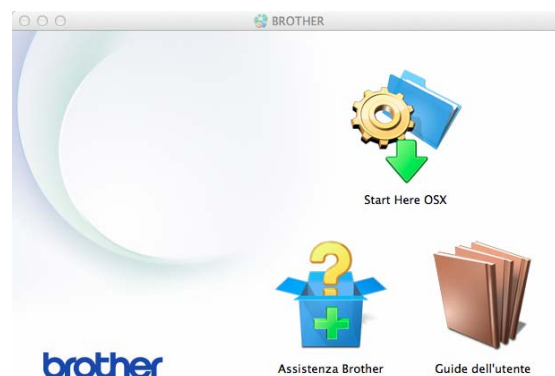 BROTHER
Start Here OSX
Assistenza Brother
Guide dell'utente
brother